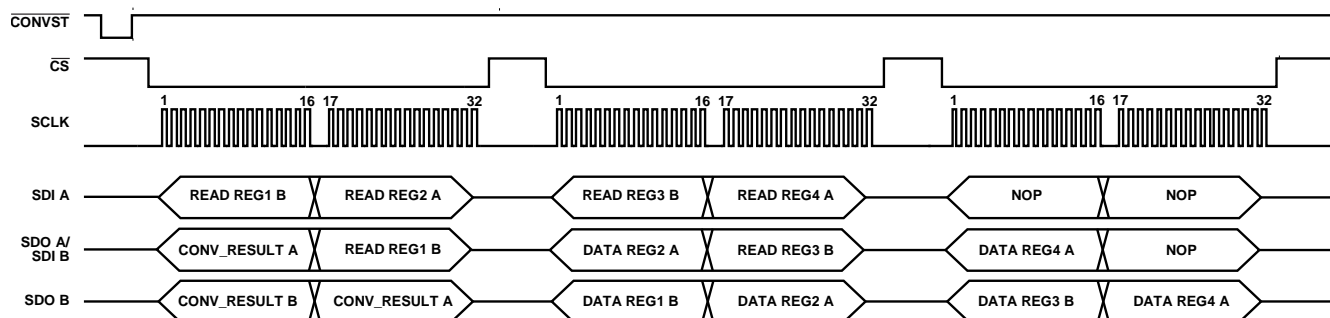 CONVST
CS
1 16 17 32 1 16 17 32 1 16 17 32
SCLK
SDI A READ REG1 B READ REG2 A READ REG3 B READ REG4 A NOP NOP
SDO A/
SDI B CONV_RESULT A READ REG1 B DATA REG2 A READ REG3 B DATA REG4 A NOP
SDO B CONV_RESULT B CONV_RESULT A DATA REG1 B DATA REG2 A DATA REG3 B DATA REG4 A